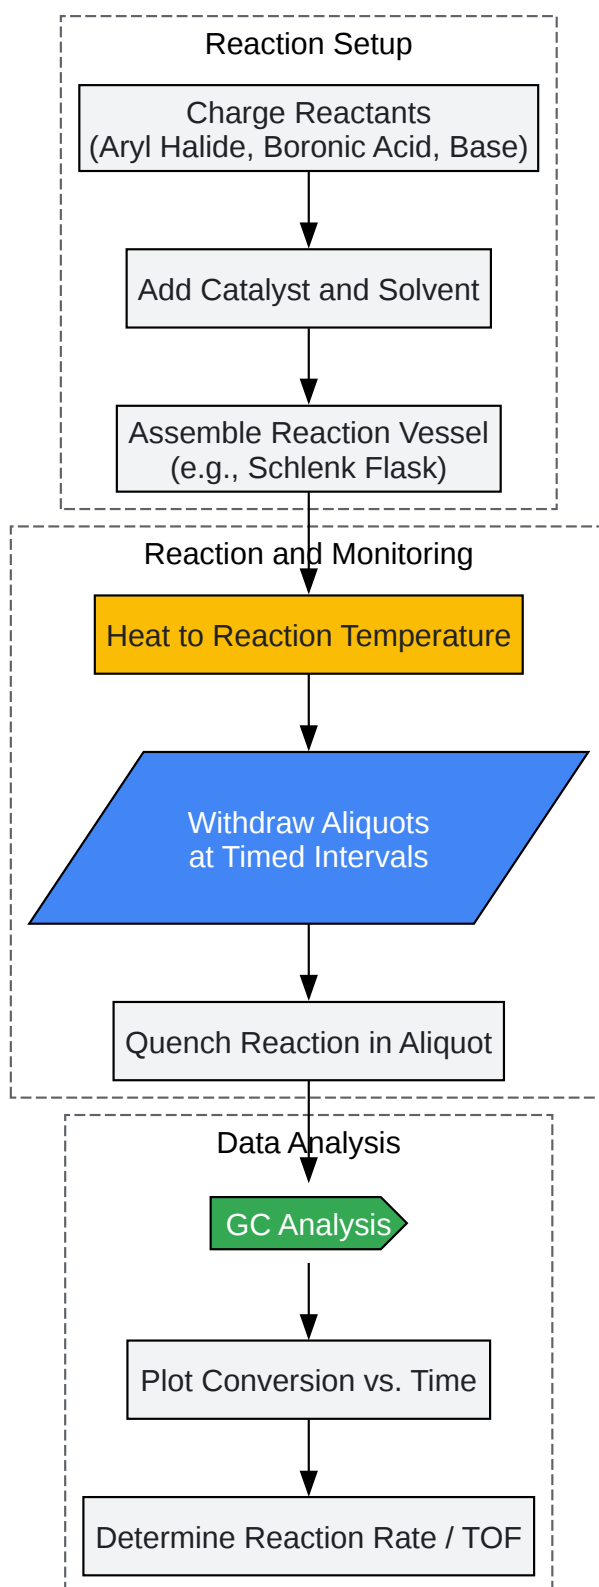 Reaction Setup
Charge Reactants
(Aryl Halide, Boronic Acid, Base)
Add Catalyst and Solvent
Assemble Reaction Vessel
(e.g., Schlenk Flask)
Reaction and Monitoring
Heat to Reaction Temperature
Withdraw Aliquots
at Timed Intervals
Quench Reaction in Aliquot
Data Analysis
GC Analysis
Plot Conversion vs. Time
Determine Reaction Rate / TOF